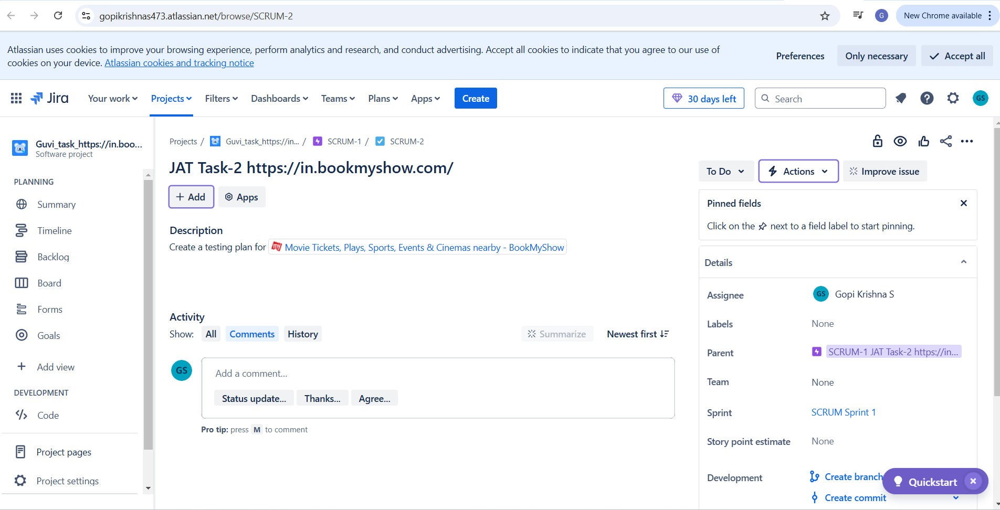 gopikrishnas473.atlassian.net/browse/SCRUM-2
G
New Chrome available
Atlassian uses cookies to improve your browsing experience, perform analytics and research, and conduct advertising. Accept all cookies to indicate that you agree to our use of
cookies on your device. Atlassian cookies and tracking notice
Preferences
Only necessary
Accept all
Jira
Your work
Projects
Filters
Dashboards
Teams
Plans
Apps
Create
30 days left
Search
GS
Guvi_task_https://in.boo...
Software project
PLANNING
Summary
Timeline
Backlog
Board
Forms
Goals
Add view
DEVELOPMENT
Code
Project pages
Project settings
Projects / Guvi_task_https://in... / SCRUM-1 / SCRUM-2
JAT Task-2 https://in.bookmyshow.com/
+ Add
Apps
Description
Create a testing plan for my Movie Tickets, Plays, Sports, Events & Cinemas nearby - BookMyShow
Activity
Show: All Comments History
Summarize
Newest first
GS
Add a comment...
Status update...
Thanks...
Agree...
Pro tip: press M to comment
To Do
Actions
Improve issue
Pinned fields
Click on the next to a field label to start pinning.
Details
Assignee
GS Gopi Krishna S
Labels
None
Parent
SCRUM-1 JAT Task-2 https://in...
Team
None
Sprint
SCRUM Sprint 1
Story point estimate
None
Development
Create branch
Create commit
Quickstart